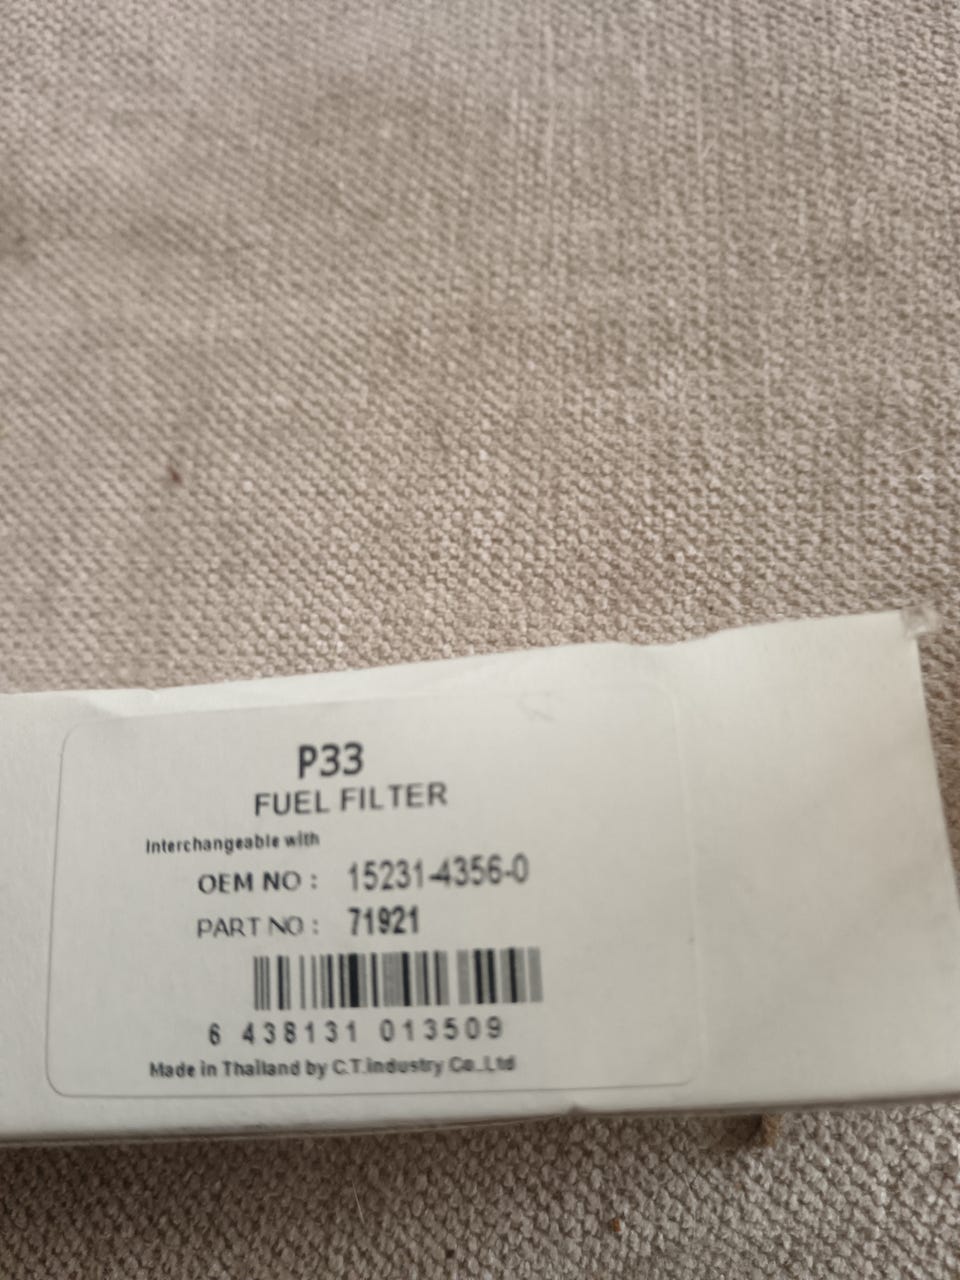 P33
FUEL FILTER
Interchangeable with
OEM NO : 15231-4356-0
PART NO : 71921
6 438131 013509
Made in Thailand by C.T.Industry Co.,Ltd